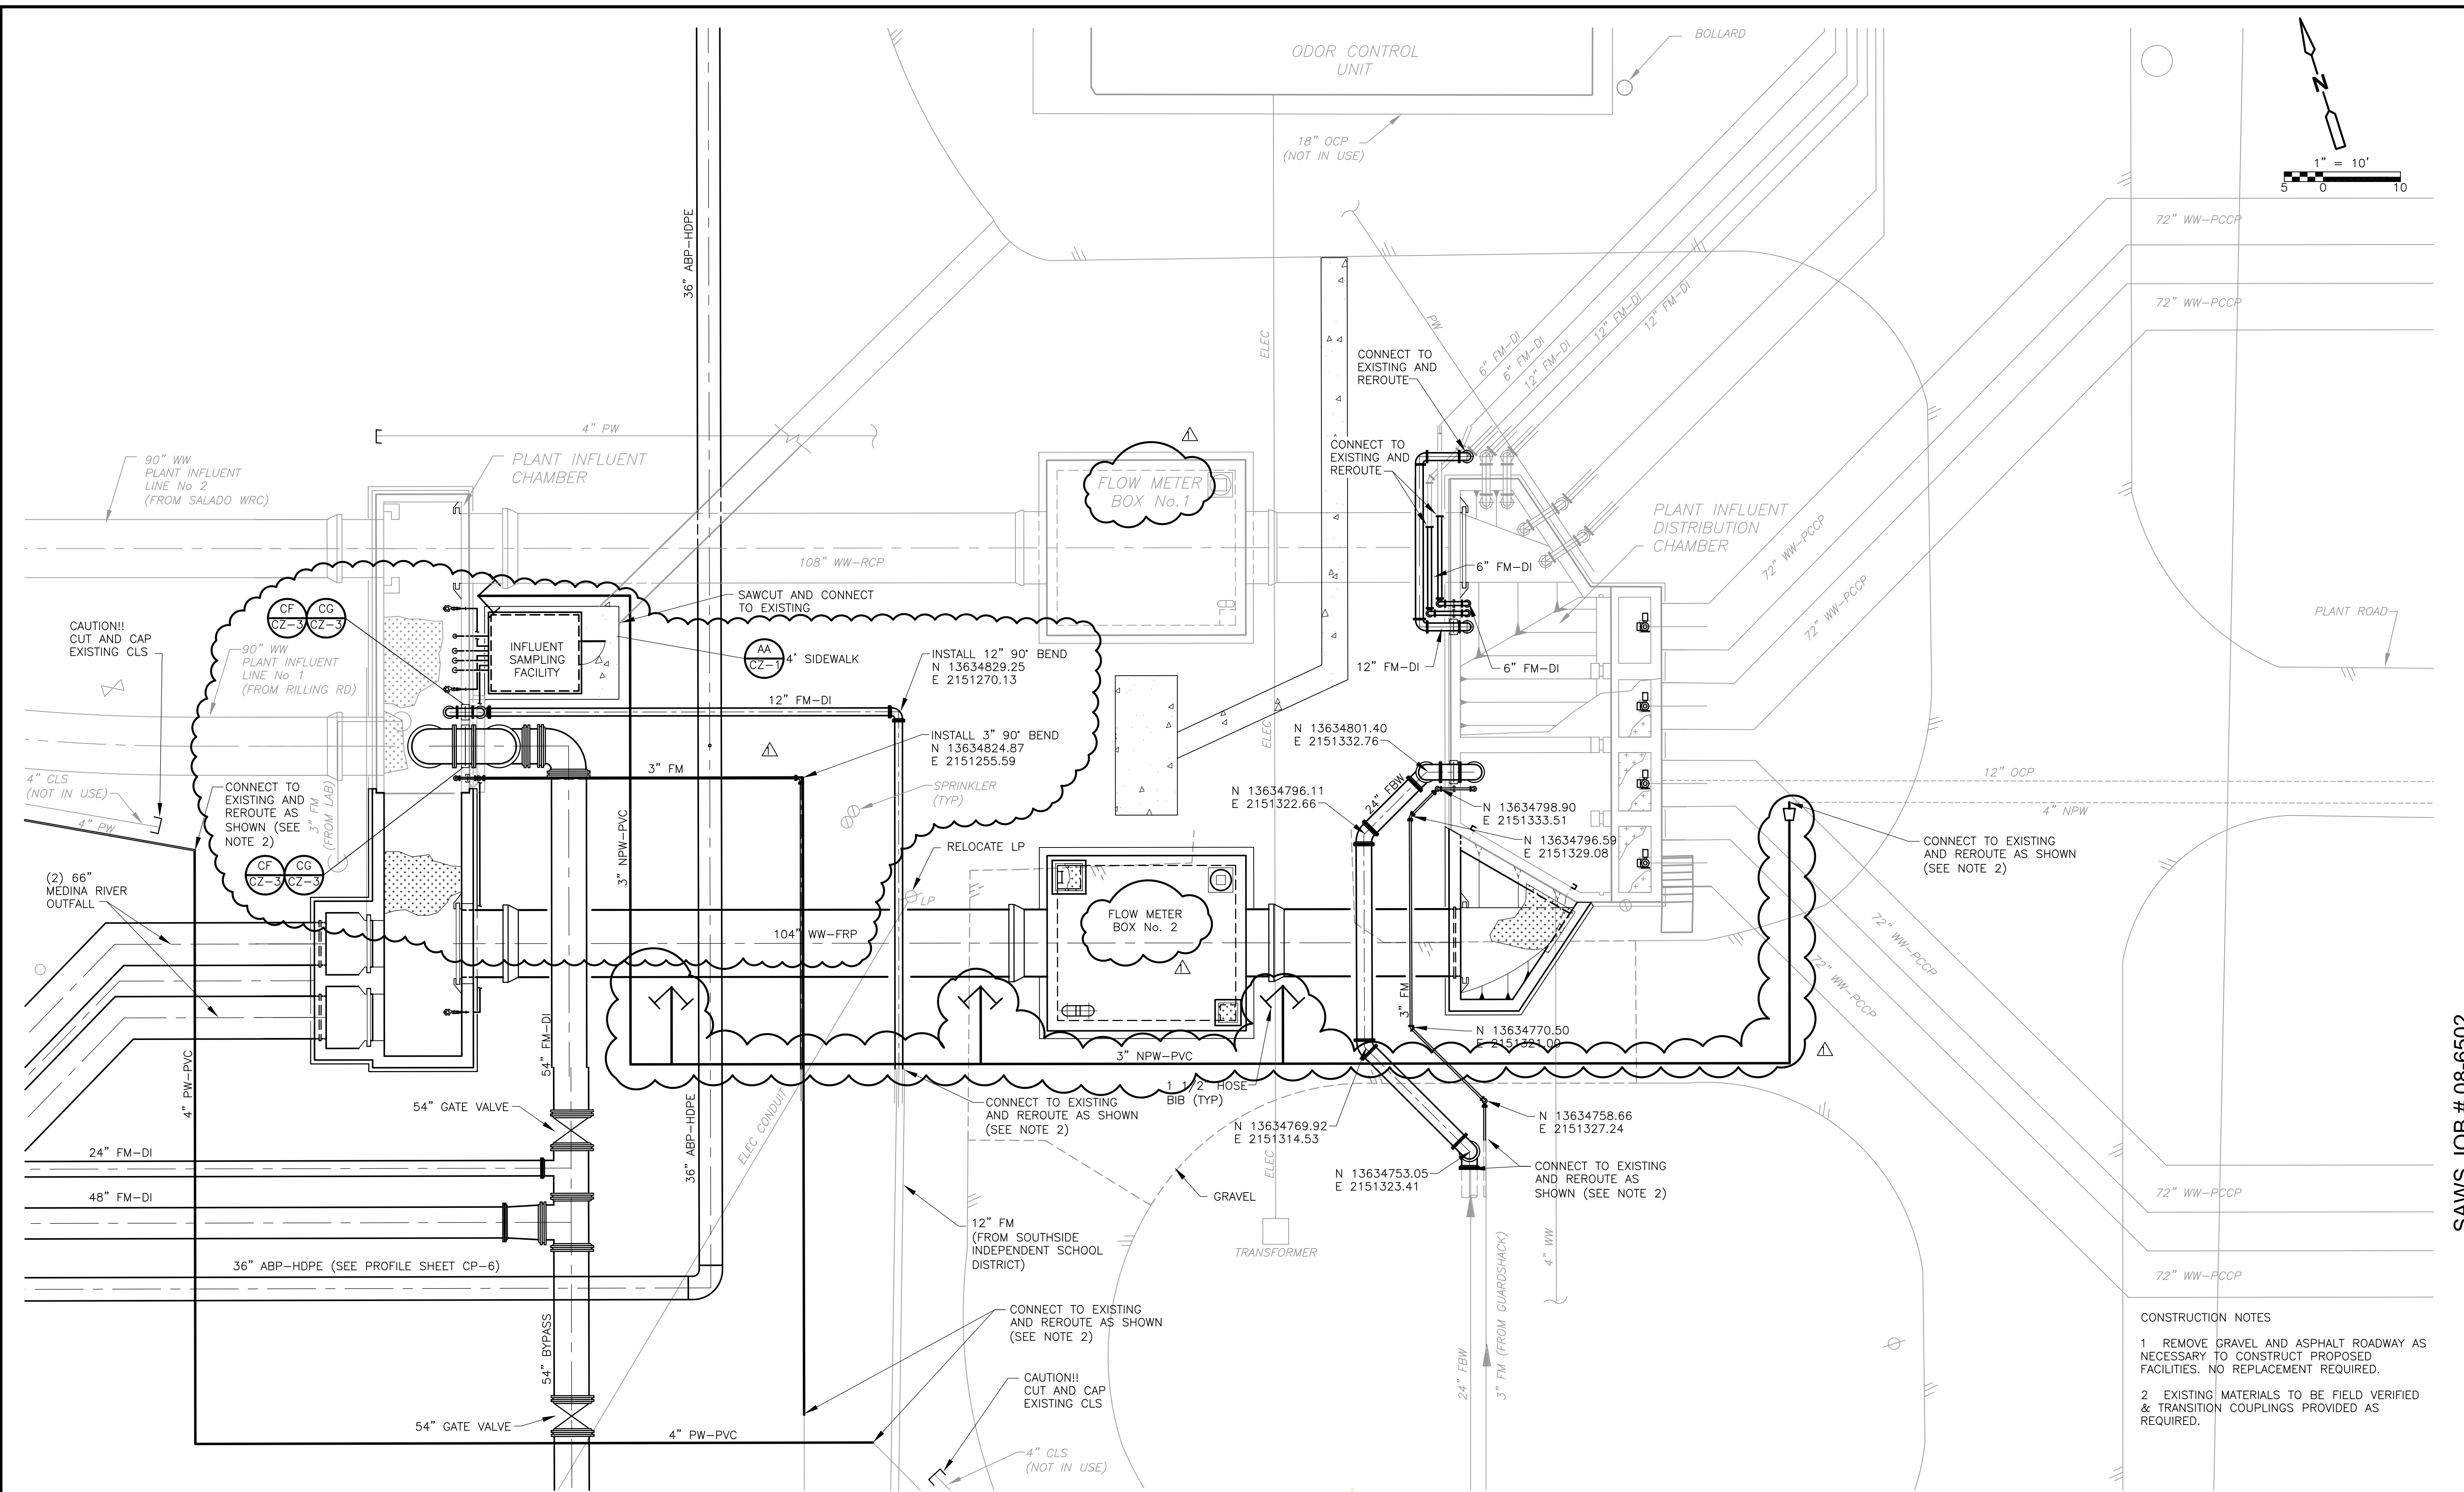 ODOR CONTROL
UNIT
BOLLARD
18" OCP
(NOT IN USE)
N
1" = 10'
5 0 10
72" WW-PCCP
72" WW-PCCP
36" ABP-HDPE
ELEC
PW
6" FM-DI
6" FM-DI
12" FM-DI
12" FM-DI
12" FM-DI
CONNECT TO
EXISTING AND
REROUTE
CONNECT TO
EXISTING AND
REROUTE
4" PW
90" WW
PLANT INFLUENT
LINE No 2
(FROM SALADO WRC)
PLANT INFLUENT
CHAMBER
1
FLOW METER
BOX No.1
PLANT INFLUENT
DISTRIBUTION
CHAMBER
72" WW-PCCP
72" WW-PCCP
108" WW-RCP
6" FM-DI
12" FM-DI
6" FM-DI
PLANT ROAD
CAUTION!!
CUT AND CAP
EXISTING CLS
CF
CZ-3
CG
CZ-3
90" WW
PLANT INFLUENT
LINE No 1
(FROM RILLING RD)
INFLUENT
SAMPLING
FACILITY
SAWCUT AND CONNECT
TO EXISTING
AA
CZ-1
4' SIDEWALK
INSTALL 12" 90° BEND
N 13634829.25
E 2151270.13
12" FM-DI
INSTALL 3" 90° BEND
N 13634824.87
E 2151255.59
1
3" FM
ELEC
N 13634801.40
E 2151332.76
N 13634796.11
E 2151322.66
24" FBW
N 13634798.90
E 2151333.51
N 13634796.59
E 2151329.08
12" OCP
4" NPW
CONNECT TO EXISTING
AND REROUTE AS SHOWN
(SEE NOTE 2)
4" CLS
(NOT IN USE)
4" PW
CONNECT TO
EXISTING AND
REROUTE AS
SHOWN (SEE
NOTE 2)
3" FM
(FROM LAB)
CF
CZ-3
CG
CZ-3
3" NPW-PVC
SPRINKLER
(TYP)
RELOCATE LP
LP
(2) 66"
MEDINA RIVER
OUTFALL
104" WW-FRP
FLOW METER
BOX No. 2
1
3" FM
72" WW-PCCP
72" WW-PCCP
4" PW-PVC
54" FM-DI
3" NPW-PVC
N 13634770.50
E 2151321.00
1
1 1/2" HOSE
BIB (TYP)
54" GATE VALVE
36" ABP-HDPE
ELEC CONDUIT
CONNECT TO EXISTING
AND REROUTE AS SHOWN
(SEE NOTE 2)
N 13634769.92
E 2151314.53
N 13634758.66
E 2151327.24
24" FM-DI
48" FM-DI
ELEC
N 13634753.05
E 2151323.41
CONNECT TO EXISTING
AND REROUTE AS
SHOWN (SEE NOTE 2)
GRAVEL
12" FM
(FROM SOUTHSIDE
INDEPENDENT SCHOOL
DISTRICT)
TRANSFORMER
4" WW
72" WW-PCCP
72" WW-PCCP
36" ABP-HDPE (SEE PROFILE SHEET CP-6)
54" BYPASS
CONNECT TO EXISTING
AND REROUTE AS SHOWN
(SEE NOTE 2)
24" FBW
3" FM (FROM GUARDSHACK)
CAUTION!!
CUT AND CAP
EXISTING CLS
54" GATE VALVE
4" PW-PVC
4" CLS
(NOT IN USE)
CONSTRUCTION NOTES
1 REMOVE GRAVEL AND ASPHALT ROADWAY AS
NECESSARY TO CONSTRUCT PROPOSED
FACILITIES. NO REPLACEMENT REQUIRED.
2 EXISTING MATERIALS TO BE FIELD VERIFIED
& TRANSITION COUPLINGS PROVIDED AS
REQUIRED.
SAWS JOB # 08-6502